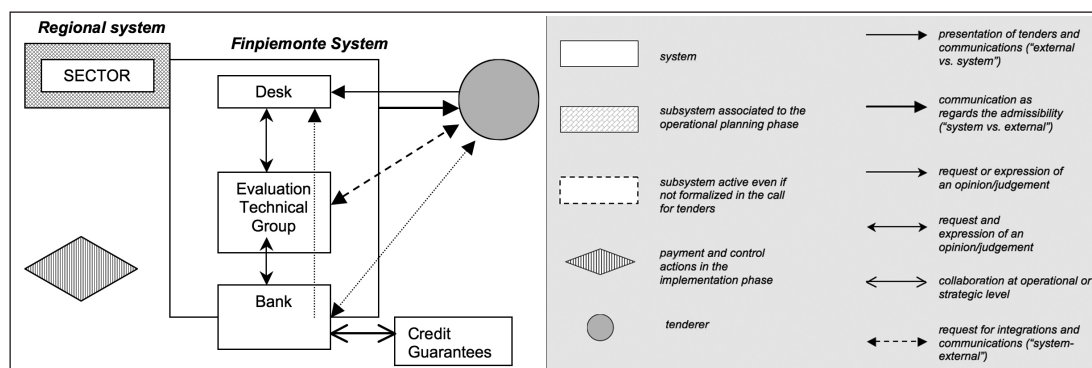 Regional system
Finpiemonte System
SECTOR
Desk
Evaluation
Technical
Group
Bank
Credit
Guarantees
system
subsystem associated to the
operational planning phase
subsystem active even if
not formalized in the call
for tenders
payment and control
actions in the
implementation phase
tenderer
presentation of tenders and
communications (“external
vs. system”)
communication as
regards the admissibility
(“system vs. external”)
request or expression of
an opinion/judgement
request and
expression of an
opinion/judgement
collaboration at operational or
strategic level
request for integrations and
communications (“system-
external”)